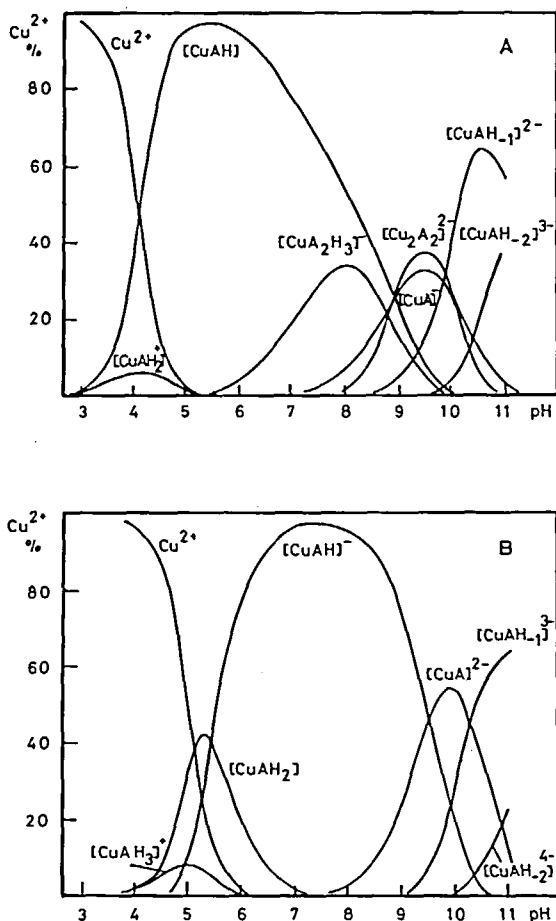 Cu²⁺
%
Cu²⁺
[CuAH]
A
80
60
40
20
[CuAH₂]⁺
[CuA₂H₃]⁻
[Cu₂A₂]²⁻
[CuA]⁻
[CuAH₋₁]²⁻
[CuAH₋₂]³⁻
3 4 5 6 7 8 9 10 11 pH
Cu²⁺
%
Cu²⁺
[CuAH]⁻
B
80
60
40
20
[CuAH₃]⁺
[CuAH₂]
[CuA]²⁻
[CuAH₋₁]³⁻
[CuAH₋₂]⁴⁻
3 4 5 6 7 8 9 10 11 pH